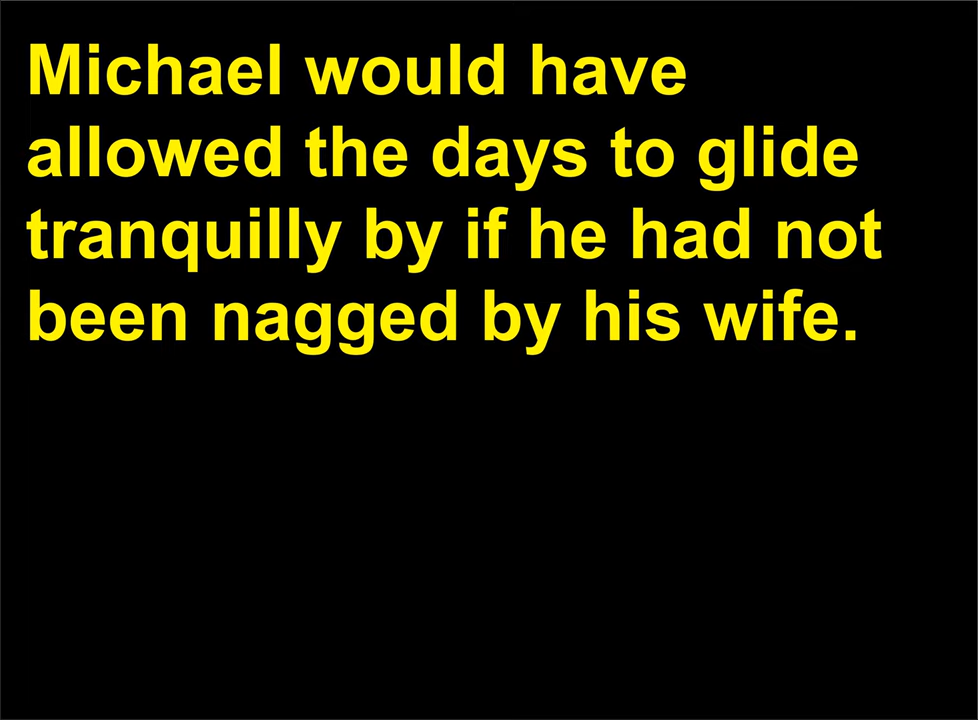 Michael would have
allowed the days to glide
tranquilly by if he had not
been nagged by his wife.